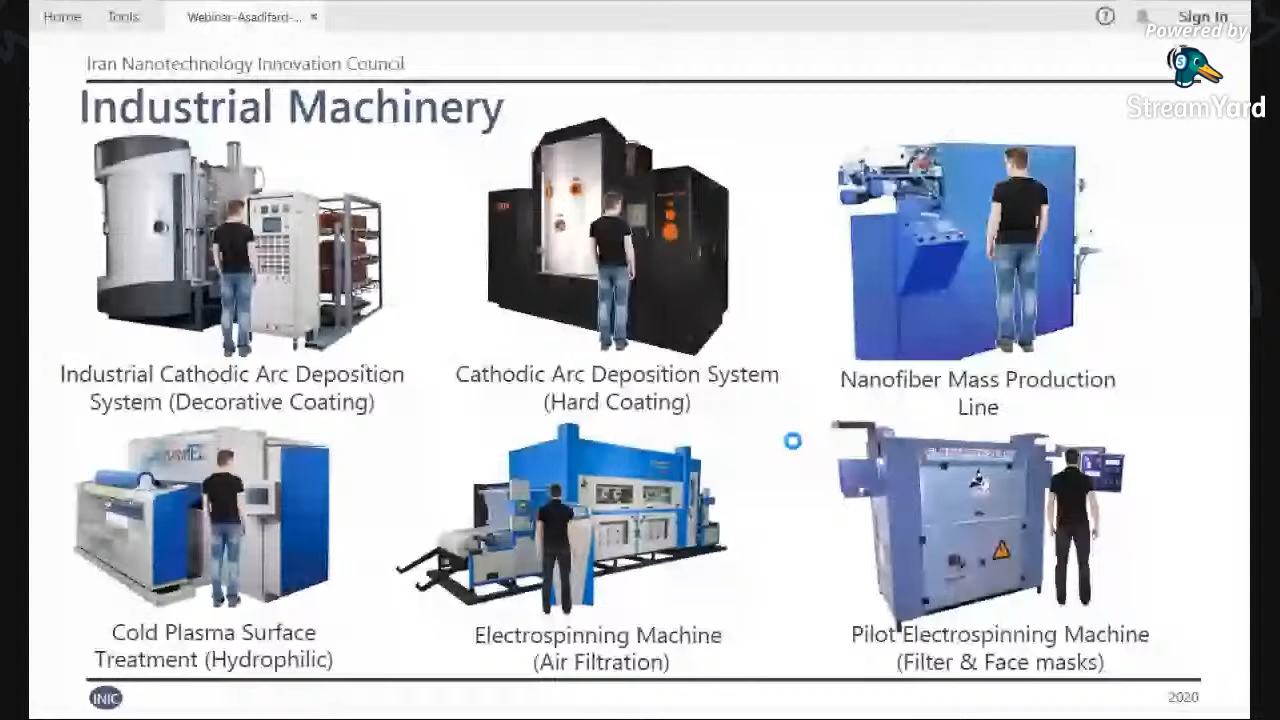 Home Tools Webinar-Asadifard-... × Sign In
Powered by
StreamYard
Iran Nanotechnology Innovation Council
Industrial Machinery
Industrial Cathodic Arc Deposition
System (Decorative Coating)
Cathodic Arc Deposition System
(Hard Coating)
Nanofiber Mass Production
Line
Cold Plasma Surface
Treatment (Hydrophilic)
Electrospinning Machine
(Air Filtration)
Pilot Electrospinning Machine
(Filter & Face masks)
INIC
2020